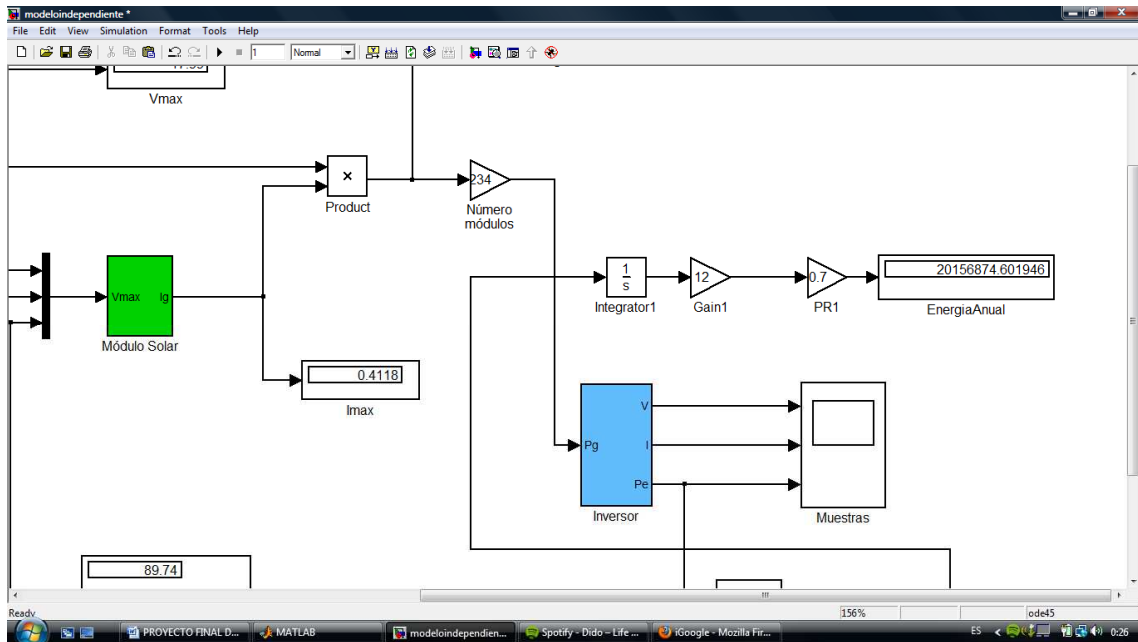 modeloindependiente *
File Edit View Simulation Format Tools Help
1
Normal
Vmax
×
Product
234
Número
módulos
1
s
Integrator1
12
Gain1
0.7
PR1
20156874.601946
EnergiaAnual
Vmax
Ig
Módulo Solar
0.4118
Imax
Pg
V
I
Pe
Inversor
Muestras
89.74
Ready
156%
ode45
PROYECTO FINAL D...
MATLAB
modeloindependien...
Spotify - Dido – Life ...
iGoogle - Mozilla Fir...
ES
0:26